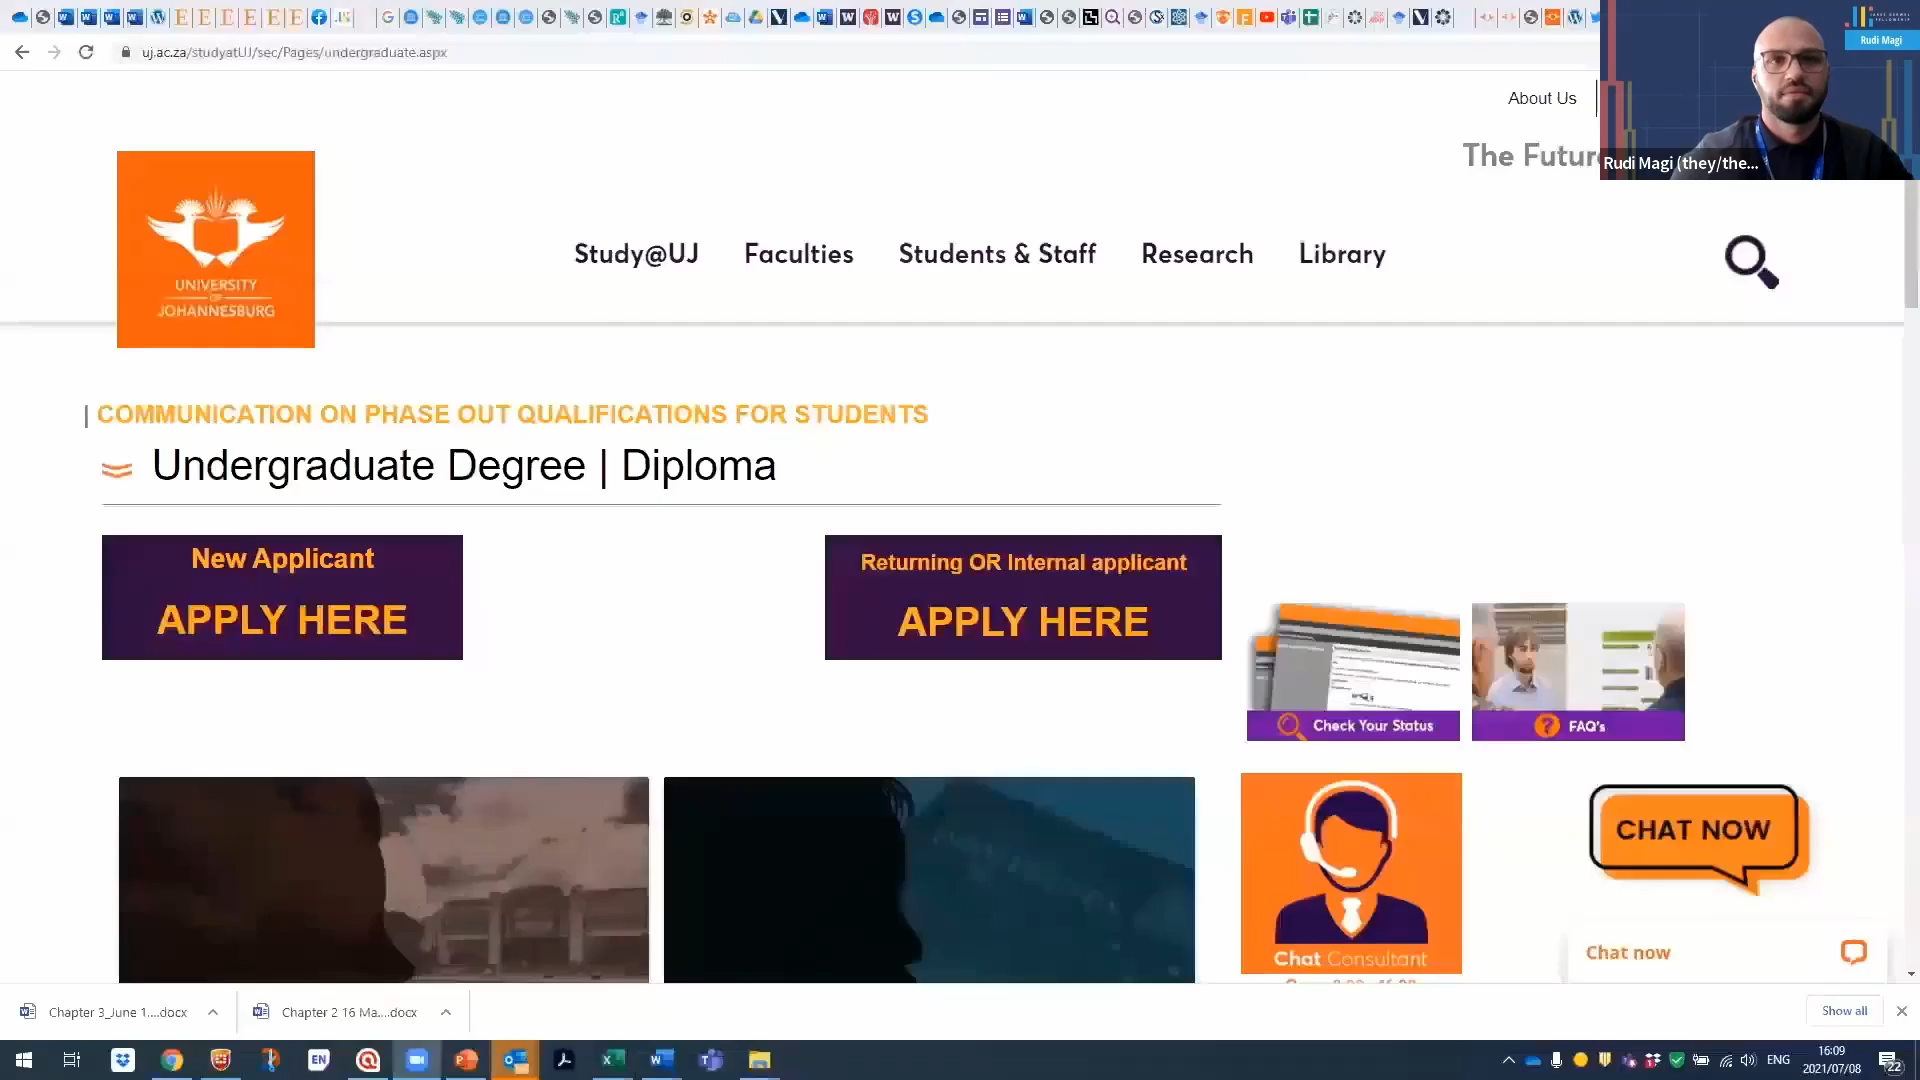 uj.ac.za/studyatUJ/sec/Pages/undergraduate.aspx
Rudi Magi
About Us
The Futur
Rudi Magi (they/the...
UNIVERSITY
OF
JOHANNESBURG
Study@UJ Faculties Students & Staff Research Library
| COMMUNICATION ON PHASE OUT QUALIFICATIONS FOR STUDENTS
Undergraduate Degree | Diploma
New Applicant
APPLY HERE
Returning OR Internal applicant
APPLY HERE
Check Your Status
FAQ's
CHAT NOW
Chat Consultant
Chat now
Chapter 3_June 1....docx
Chapter 2 16 Ma....docx
Show all
EN
ENG
16:09
2021/07/08
22